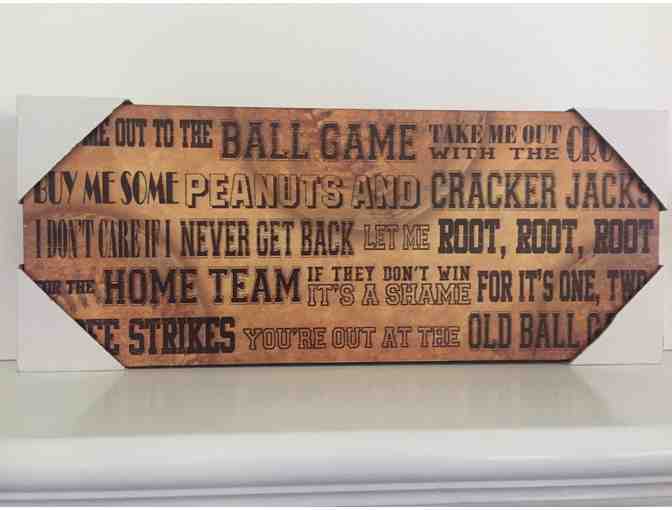 OUT TO THE BALL GAME TAKE ME OUT WITH THE
BUY ME SOME PEANUTS AND CRACKER JACKS
I DON'T CARE IF I NEVER GET BACK LET ME ROOT, ROOT, ROOT
FOR THE HOME TEAM IF THEY DON'T WIN IT'S A SHAME FOR IT'S ONE, TWO
STRIKES YOU'RE OUT AT THE OLD BALL